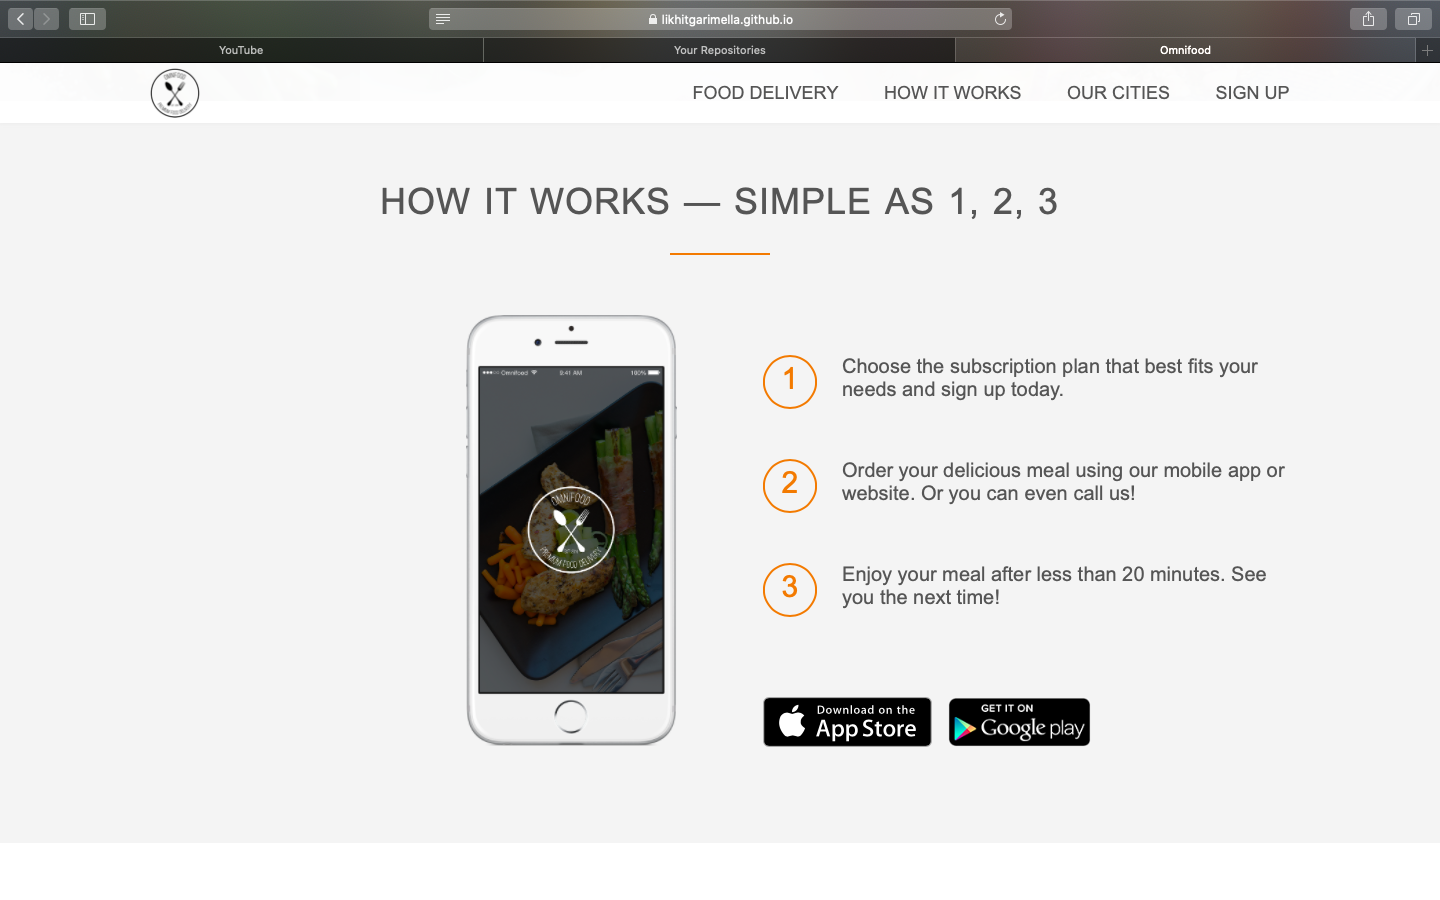 likhitgarimella.github.io
YouTube
Your Repositories
Omnifood
FOOD DELIVERY
HOW IT WORKS
OUR CITIES
SIGN UP
HOW IT WORKS — SIMPLE AS 1, 2, 3
Omnifood
9:41 AM
100%
OMNIFOOD
PREMIUM FOOD DELIVERY
1
Choose the subscription plan that best fits your
needs and sign up today.
2
Order your delicious meal using our mobile app or
website. Or you can even call us!
3
Enjoy your meal after less than 20 minutes. See
you the next time!
Download on the
App Store
GET IT ON
Google play